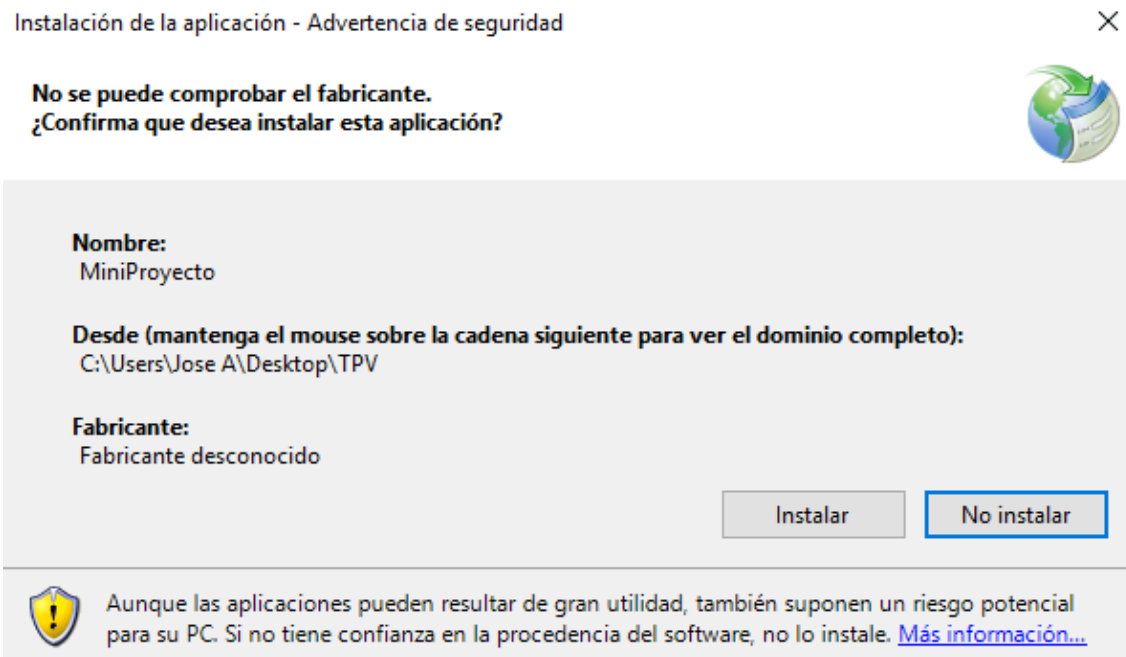 Instalación de la aplicación - Advertencia de seguridad
No se puede comprobar el fabricante.
¿Confirma que desea instalar esta aplicación?
Nombre:
MiniProyecto
Desde (mantenga el mouse sobre la cadena siguiente para ver el dominio completo):
C:\Users\Jose A\Desktop\TPV
Fabricante:
Fabricante desconocido
Instalar
No instalar
Aunque las aplicaciones pueden resultar de gran utilidad, también suponen un riesgo potencial
para su PC. Si no tiene confianza en la procedencia del software, no lo instale. Más información...